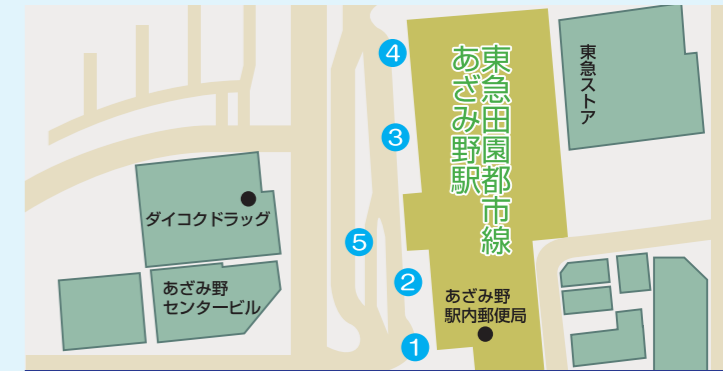 4
東急田園都市線
あざみ野駅
東急ストア
3
ダイコクドラッグ
5
2
あざみ野
センタービル
あざみ野
駅内郵便局
1